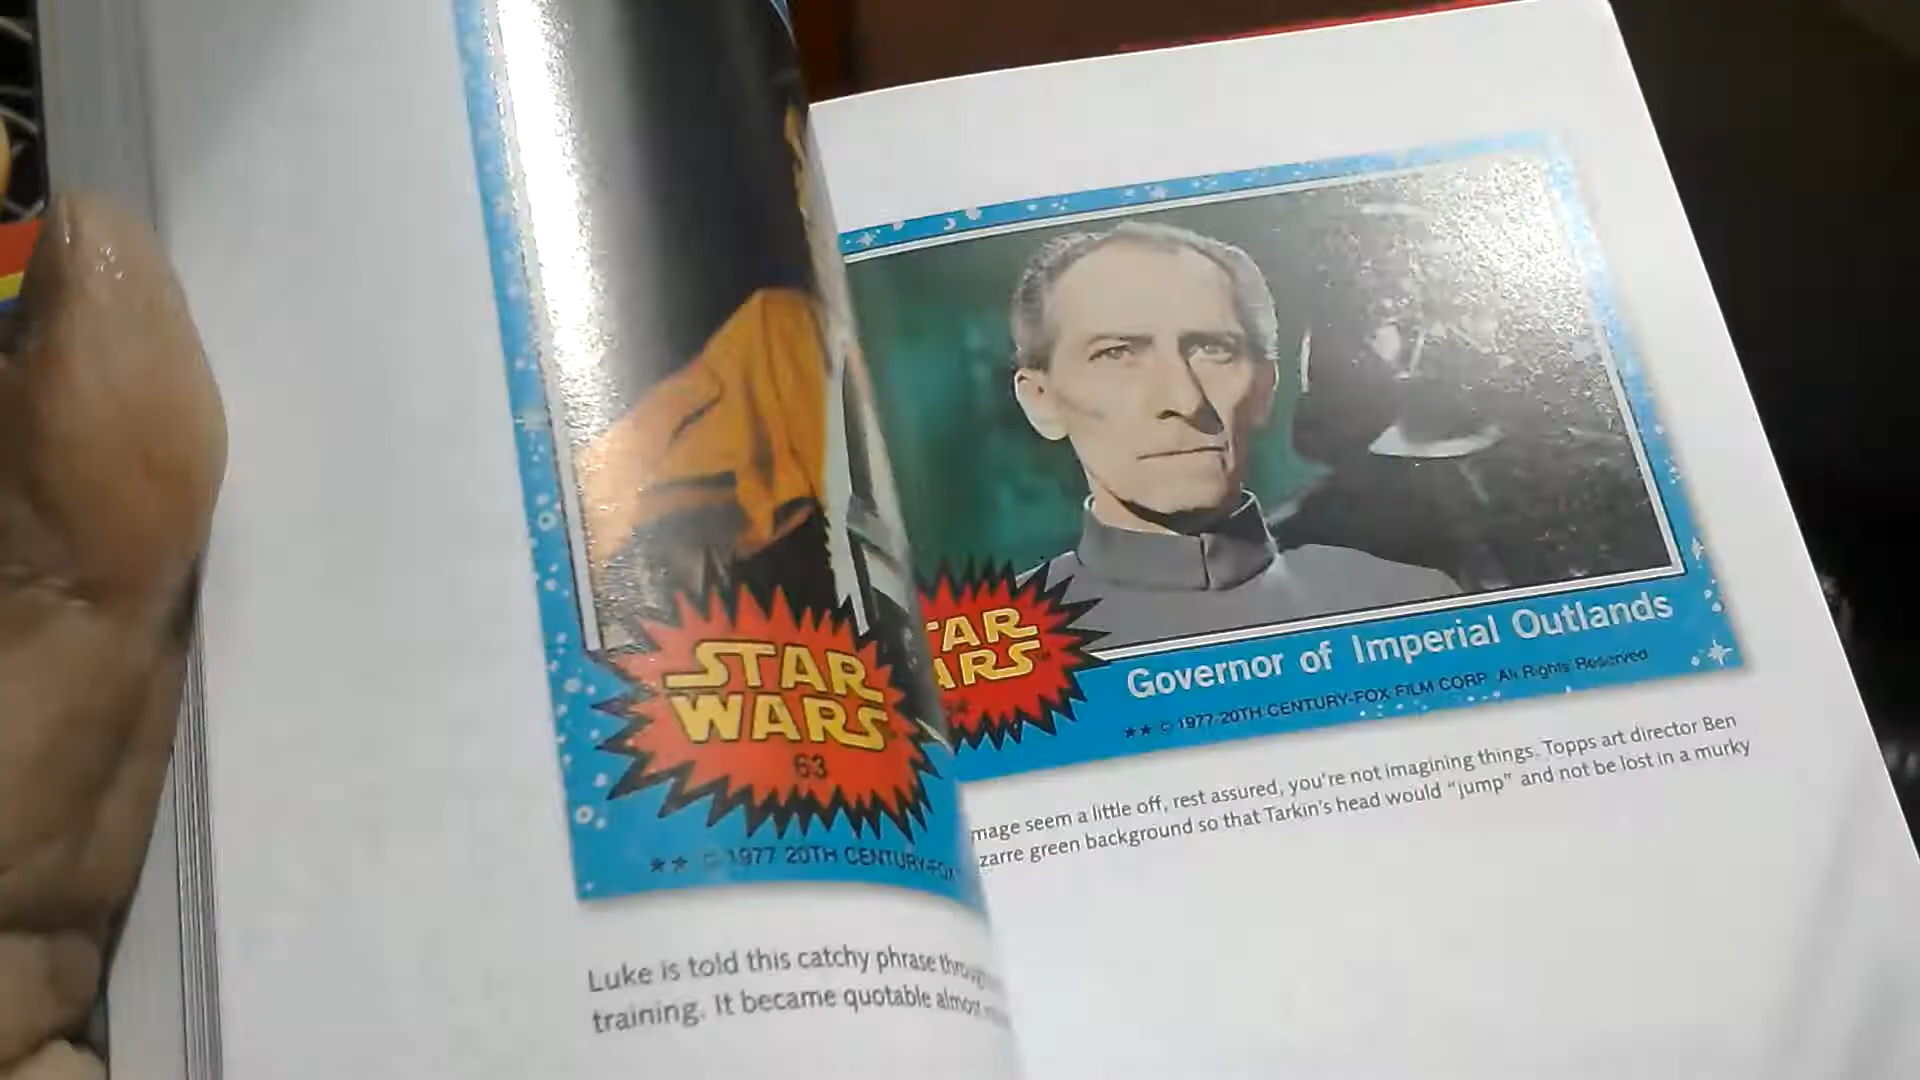 STAR
WARS
63
★★ © 1977 20TH CENTURY-FOX
Luke is told this catchy phrase
training. It became quotable almost
TAR
ARS
Governor of Imperial Outlands
★★ © 1977 20TH CENTURY-FOX FILM CORP All Rights Reserved
mage seem a little off, rest assured, you're not imagining things. Topps art director Ben
zarre green background so that Tarkin's head would “jump” and not be lost in a murky